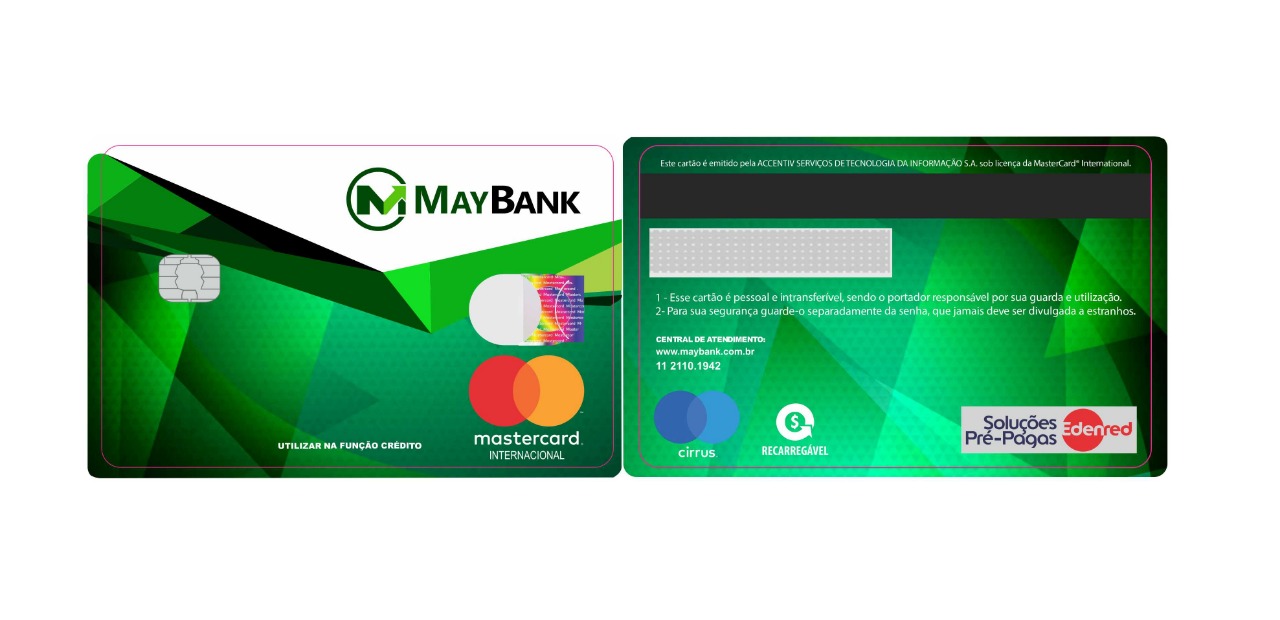 MAYBANK
UTILIZAR NA FUNÇÃO CRÉDITO
mastercard.
INTERNACIONAL
Este cartão é emitido pela ACCENTIV SERVIÇOS DE TECNOLOGIA DA INFORMAÇÃO S.A. sob licença da MasterCard® International.
1 - Esse cartão é pessoal e intransferível, sendo o portador responsável por sua guarda e utilização.
2- Para sua segurança guarde-o separadamente da senha, que jamais deve ser divulgada a estranhos.
CENTRAL DE ATENDIMENTO:
www.maybank.com.br
11 2110.1942
cirrus.
$
RECARREGÁVEL
Soluções
Pré-Pagas
Edenred